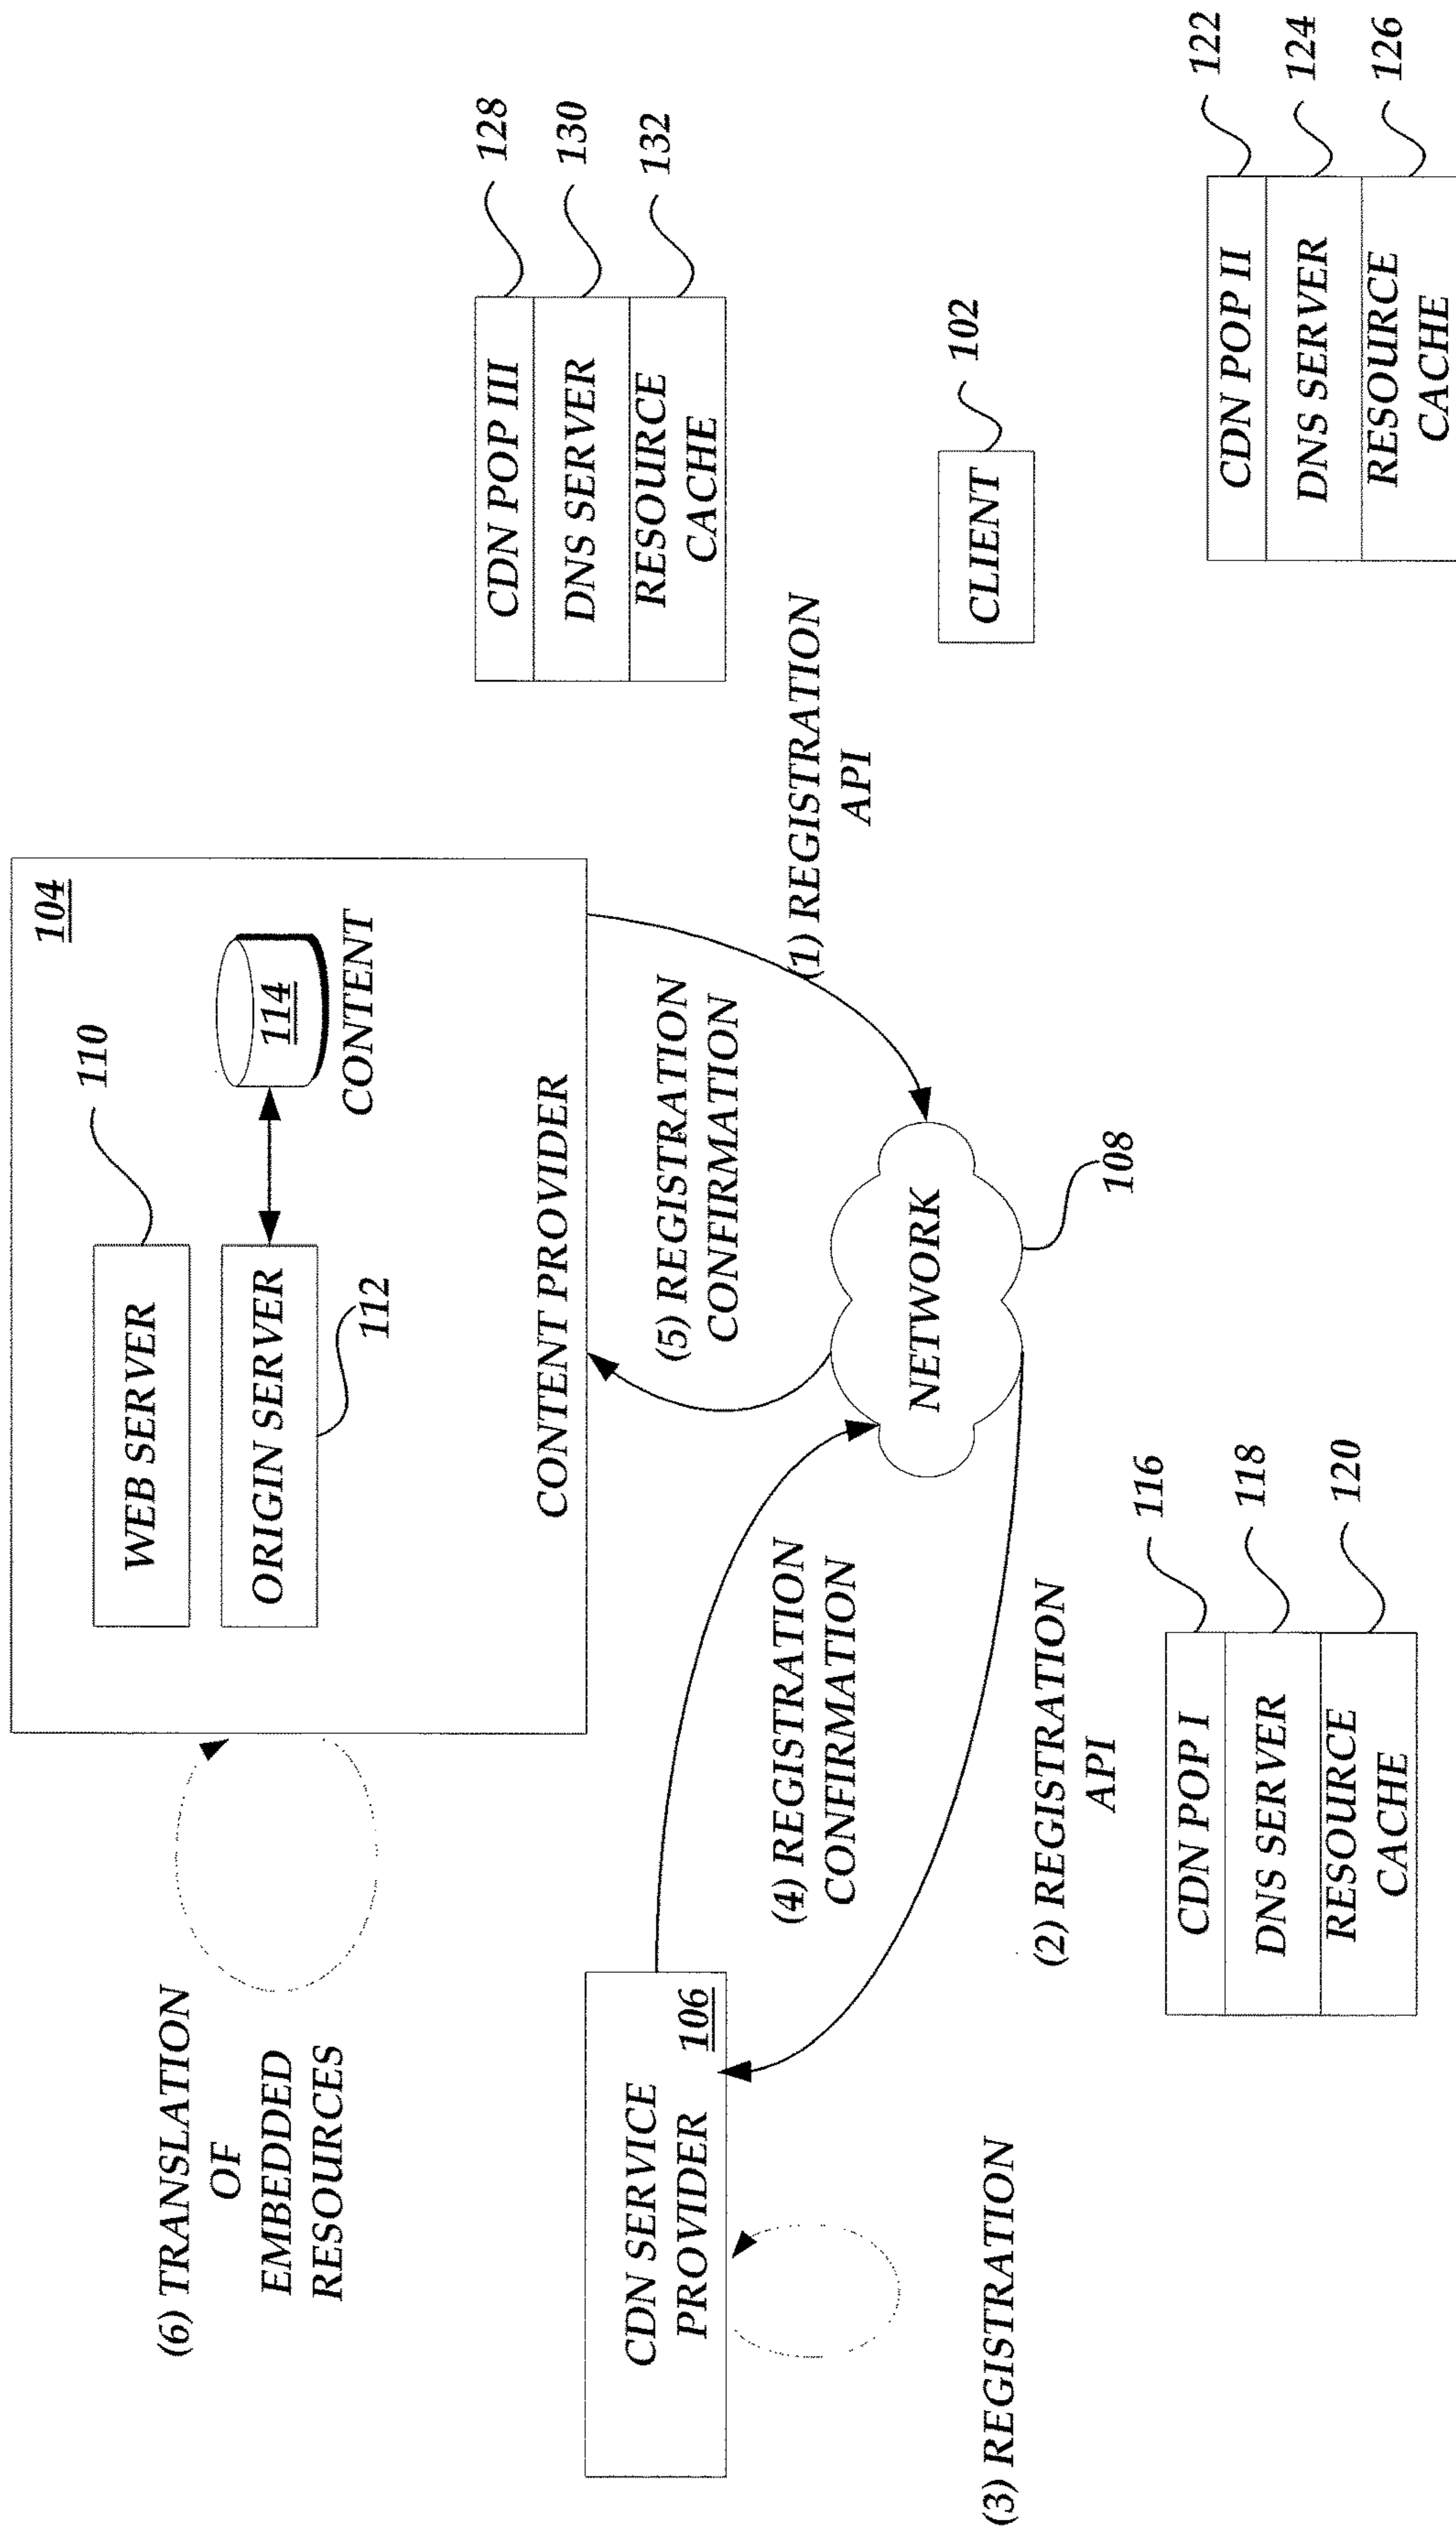 (6) TRANSLATION
OF
EMBEDDED
RESOURCES
104
WEB SERVER
110
ORIGIN SERVER
112
114
CONTENT
CONTENT PROVIDER
CDN SERVICE
PROVIDER
106
(3) REGISTRATION
(4) REGISTRATION
CONFIRMATION
(5) REGISTRATION
CONFIRMATION
(1) REGISTRATION
API
(2) REGISTRATION
API
NETWORK
108
CDN POP III
128
DNS SERVER
130
RESOURCE
CACHE
132
CLIENT
102
CDN POP I
116
DNS SERVER
118
RESOURCE
CACHE
120
CDN POP II
122
DNS SERVER
124
RESOURCE
CACHE
126